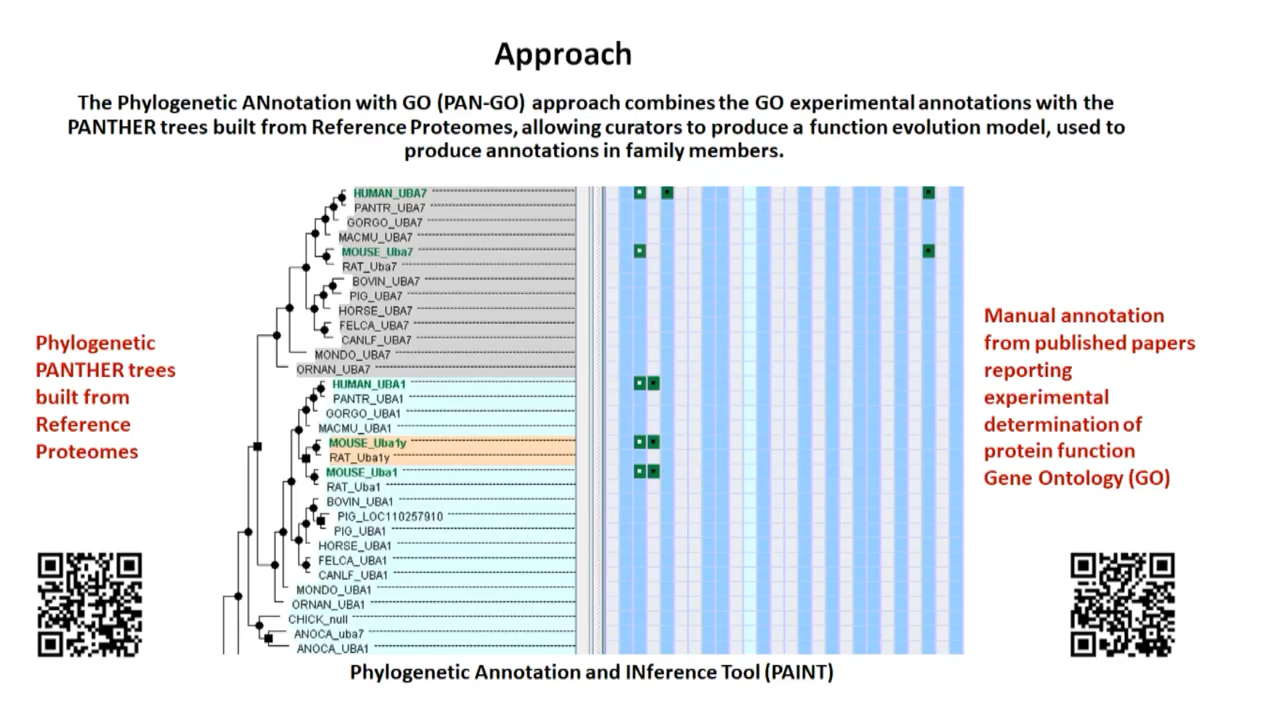 Approach
The Phylogenetic ANnotation with GO (PAN-GO) approach combines the GO experimental annotations with the
PANTHER trees built from Reference Proteomes, allowing curators to produce a function evolution model, used to
produce annotations in family members.
HUMAN_UBA7
PANTR_UBA7
GORGO_UBA7
MACMU_UBA7
MOUSE_Uba7
RAT_Uba7
BOVIN_UBA7
PIG_UBA7
HORSE_UBA7
FELCA_UBA7
CANLF_UBA7
MONDO_UBA7
ORNAN_UBA7
HUMAN_UBA1
PANTR_UBA1
GORGO_UBA1
MACMU_UBA1
MOUSE_Uba1y
RAT_Uba1y
MOUSE_Uba1
RAT_Uba1
BOVIN_UBA1
PIG_LOC110257910
PIG_UBA1
HORSE_UBA1
FELCA_UBA1
CANLF_UBA1
MONDO_UBA1
ORNAN_UBA1
CHICK_null
ANOCA_uba7
ANOCA_UBA1
Phylogenetic
PANTHER trees
built from
Reference
Proteomes
Manual annotation
from published papers
reporting
experimental
determination of
protein function
Gene Ontology (GO)
Phylogenetic Annotation and INference Tool (PAINT)